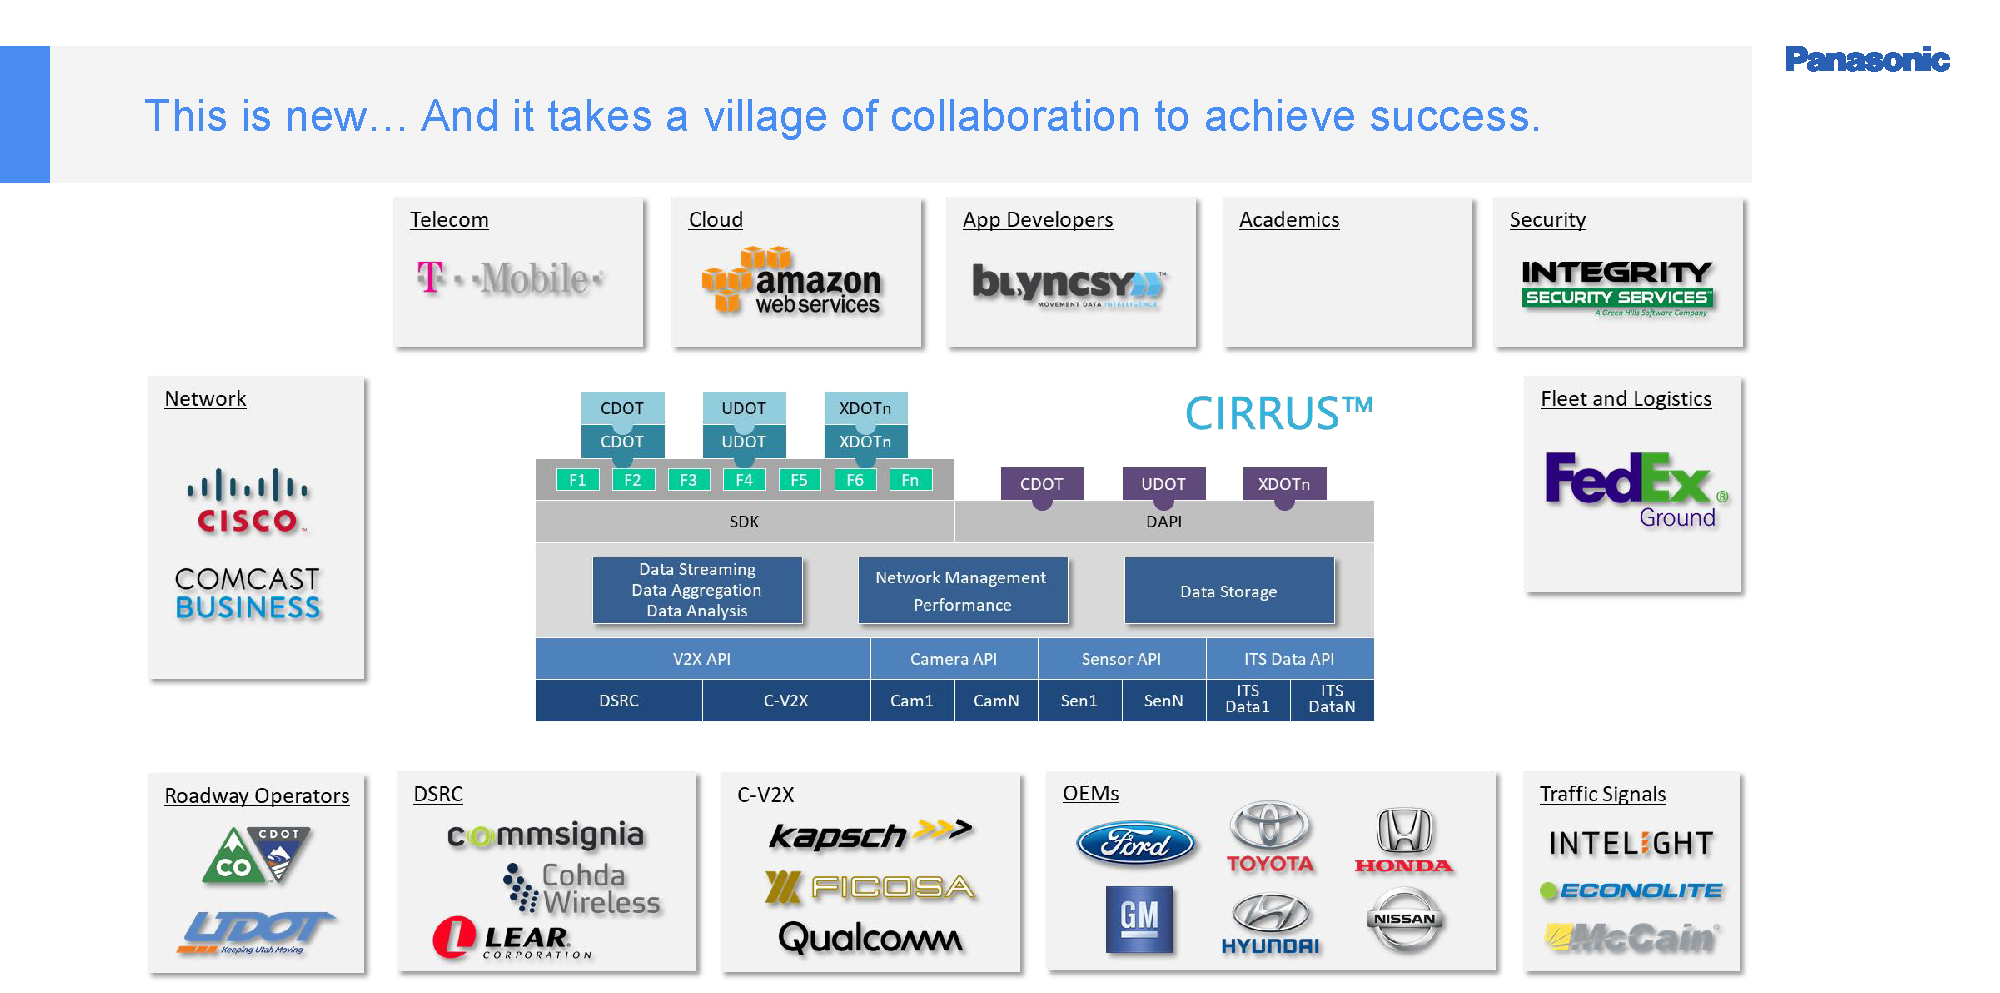 Panasonic
This is new... And it takes a village of collaboration to achieve success.
Telecom
T··Mobile·
Cloud
amazon
web services
App Developers
blyncsy™
MOVEMENT DATA INTELLIGENCE
Academics
Security
INTEGRITY
SECURITY SERVICES
A Green Hills Software Company
Network
CISCO
COMCAST
BUSINESS
CIRRUS™
CDOT UDOT XDOTn
CDOT UDOT XDOTn
F1 F2 F3 F4 F5 F6 Fn
CDOT UDOT XDOTn
SDK DAPI
Data Streaming
Data Aggregation
Data Analysis
Network Management
Performance
Data Storage
V2X API Camera API Sensor API ITS Data API
DSRC C-V2X Cam1 CamN Sen1 SenN
ITS
Data1
ITS
DataN
Fleet and Logistics
FedEx®
Ground
Roadway Operators
CO
CDOT
UDOT
Keeping Utah Moving
DSRC
commsignia
Cohda
Wireless
LEAR
CORPORATION
C-V2X
kapsch
FICOSA
Qualcomm
OEMs
Ford
TOYOTA
HONDA
GM
HYUNDAI
NISSAN
Traffic Signals
INTELIGHT
ECONOLITE
McCain